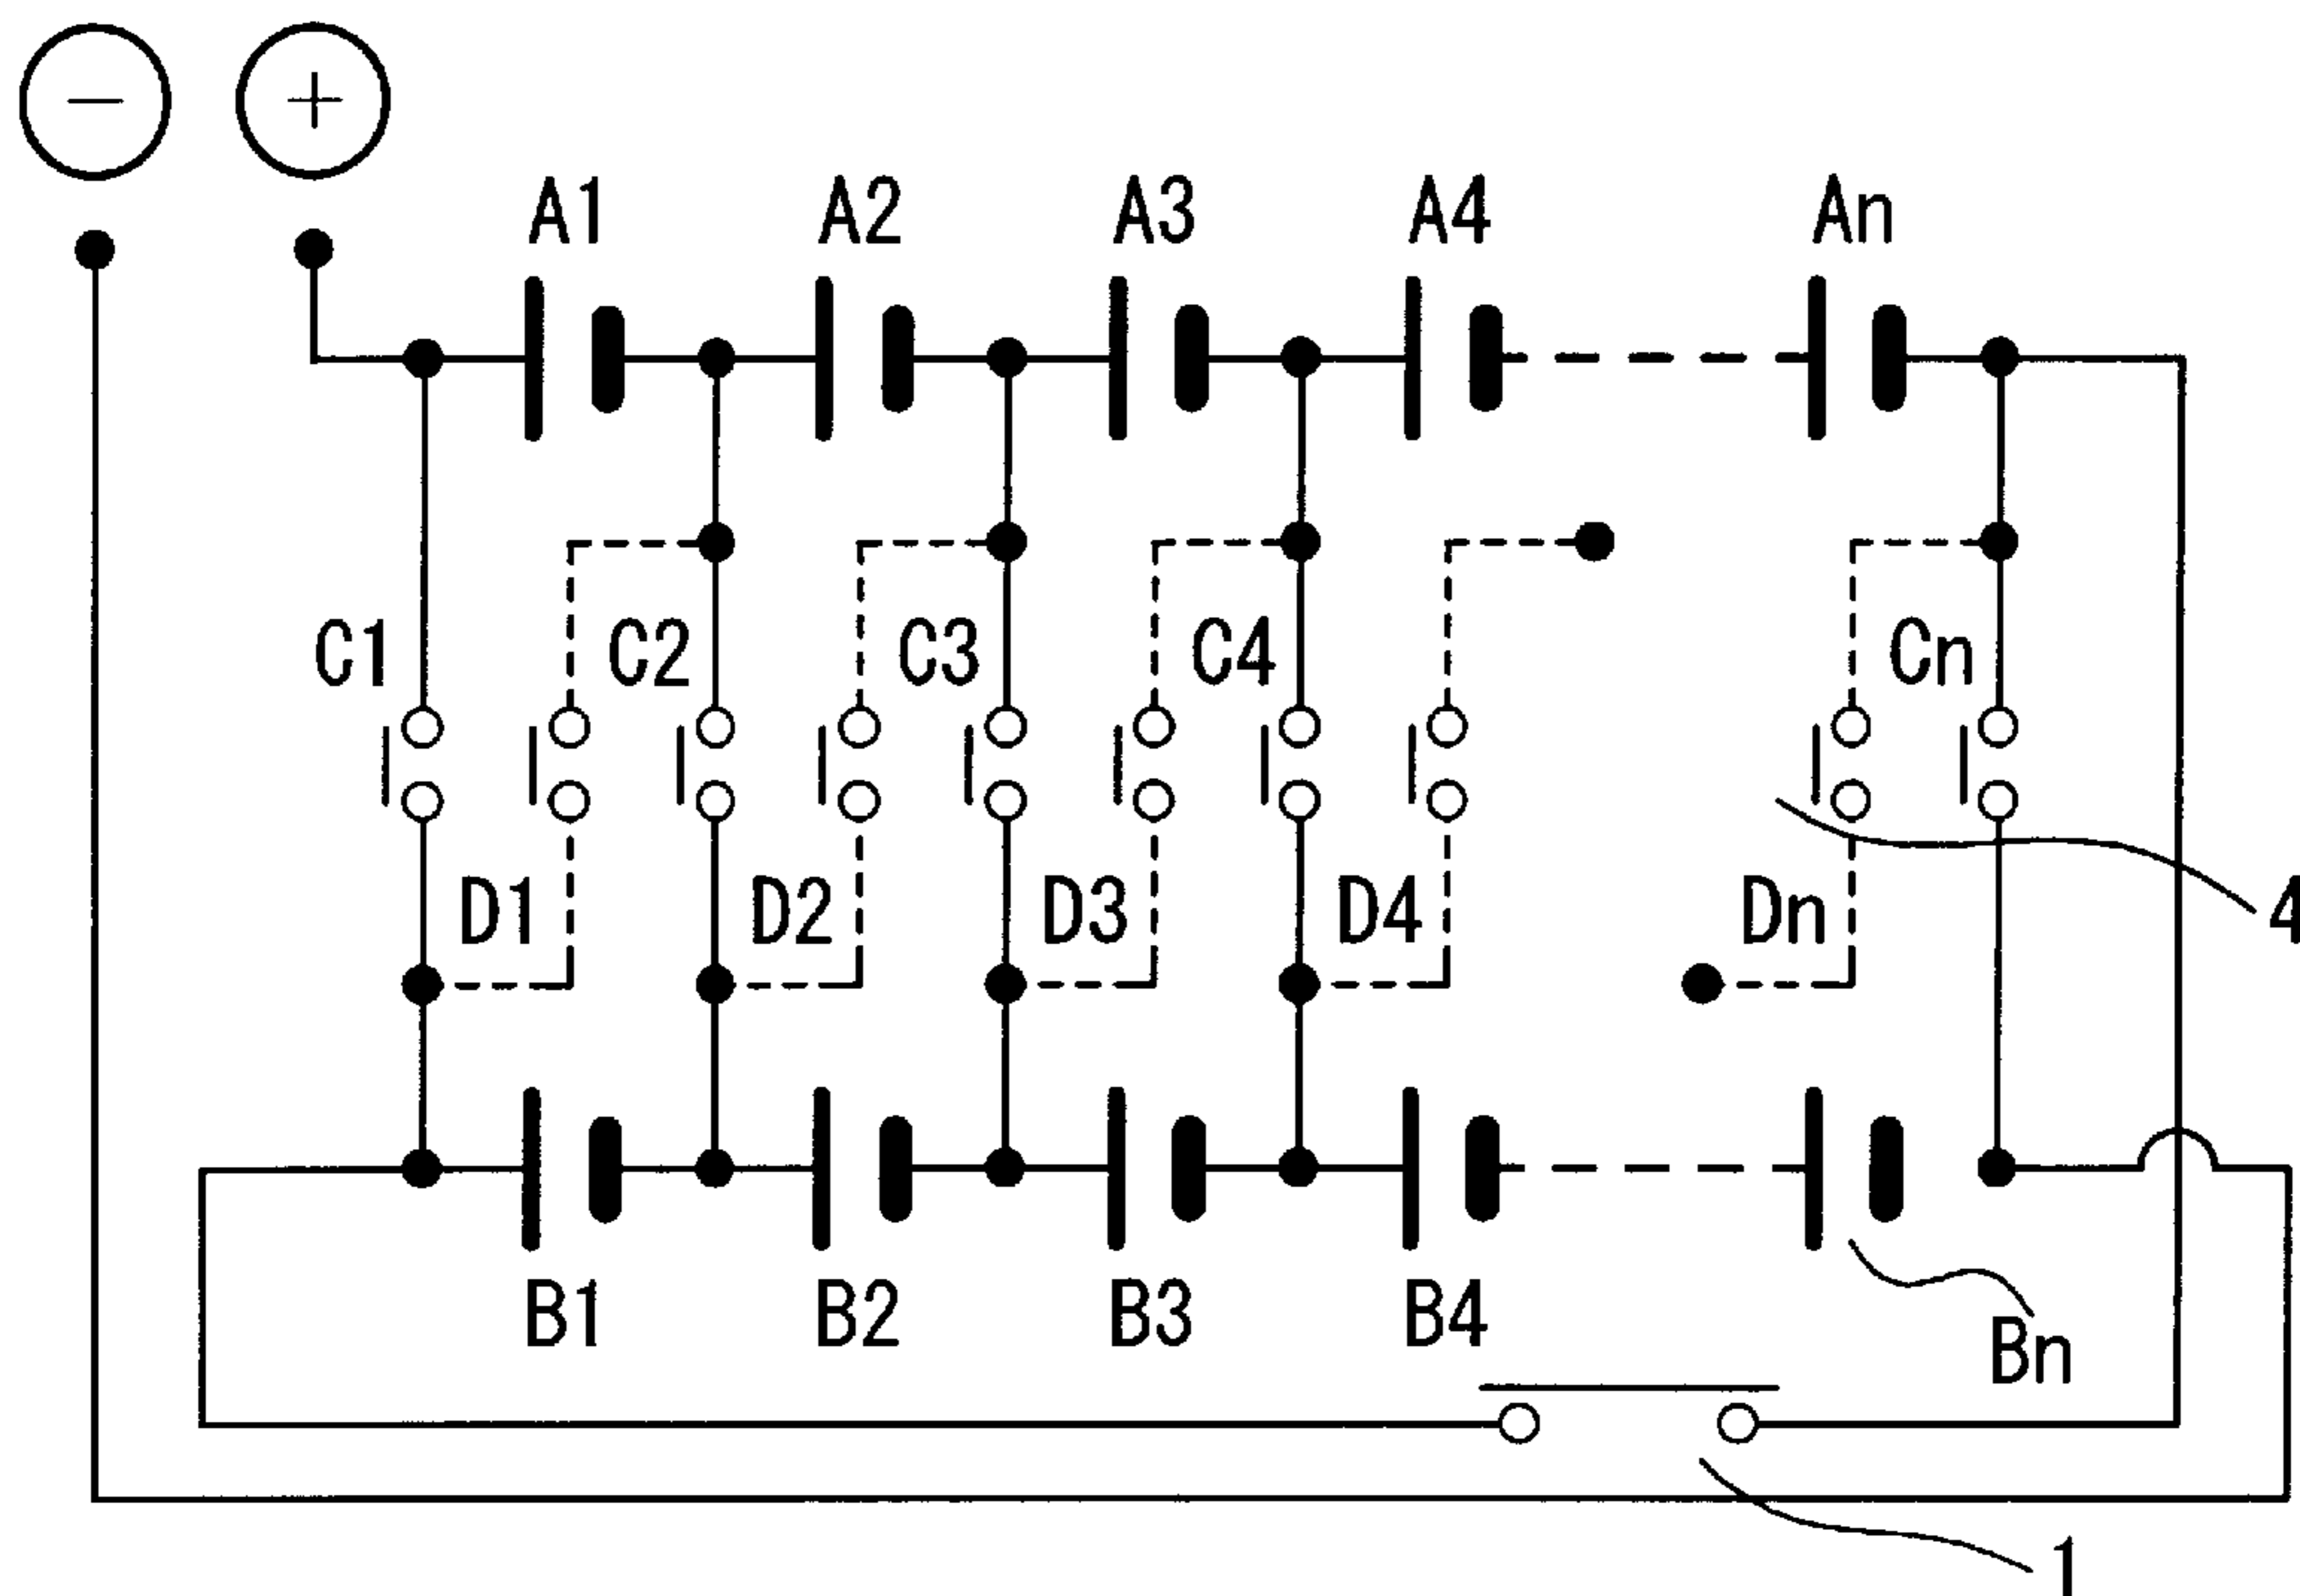 − +
A1 A2 A3 A4 An
C1 C2 C3 C4 Cn
D1 D2 D3 D4 Dn 4
B1 B2 B3 B4 Bn
1